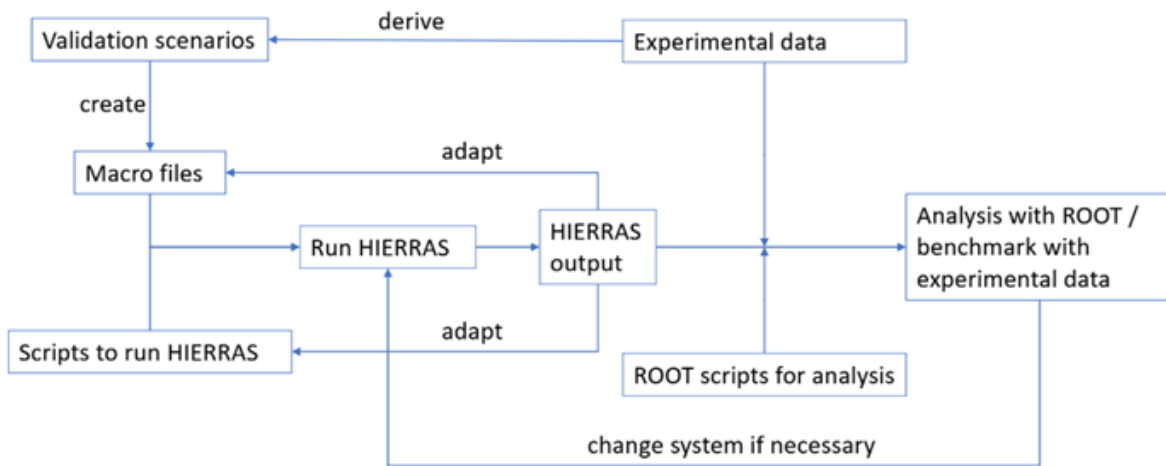 derive
Validation scenarios
Experimental data
create
adapt
Macro files
Analysis with ROOT /
benchmark with
experimental data
Run HIERRAS
HIERRAS
output
adapt
Scripts to run HIERRAS
ROOT scripts for analysis
change system if necessary